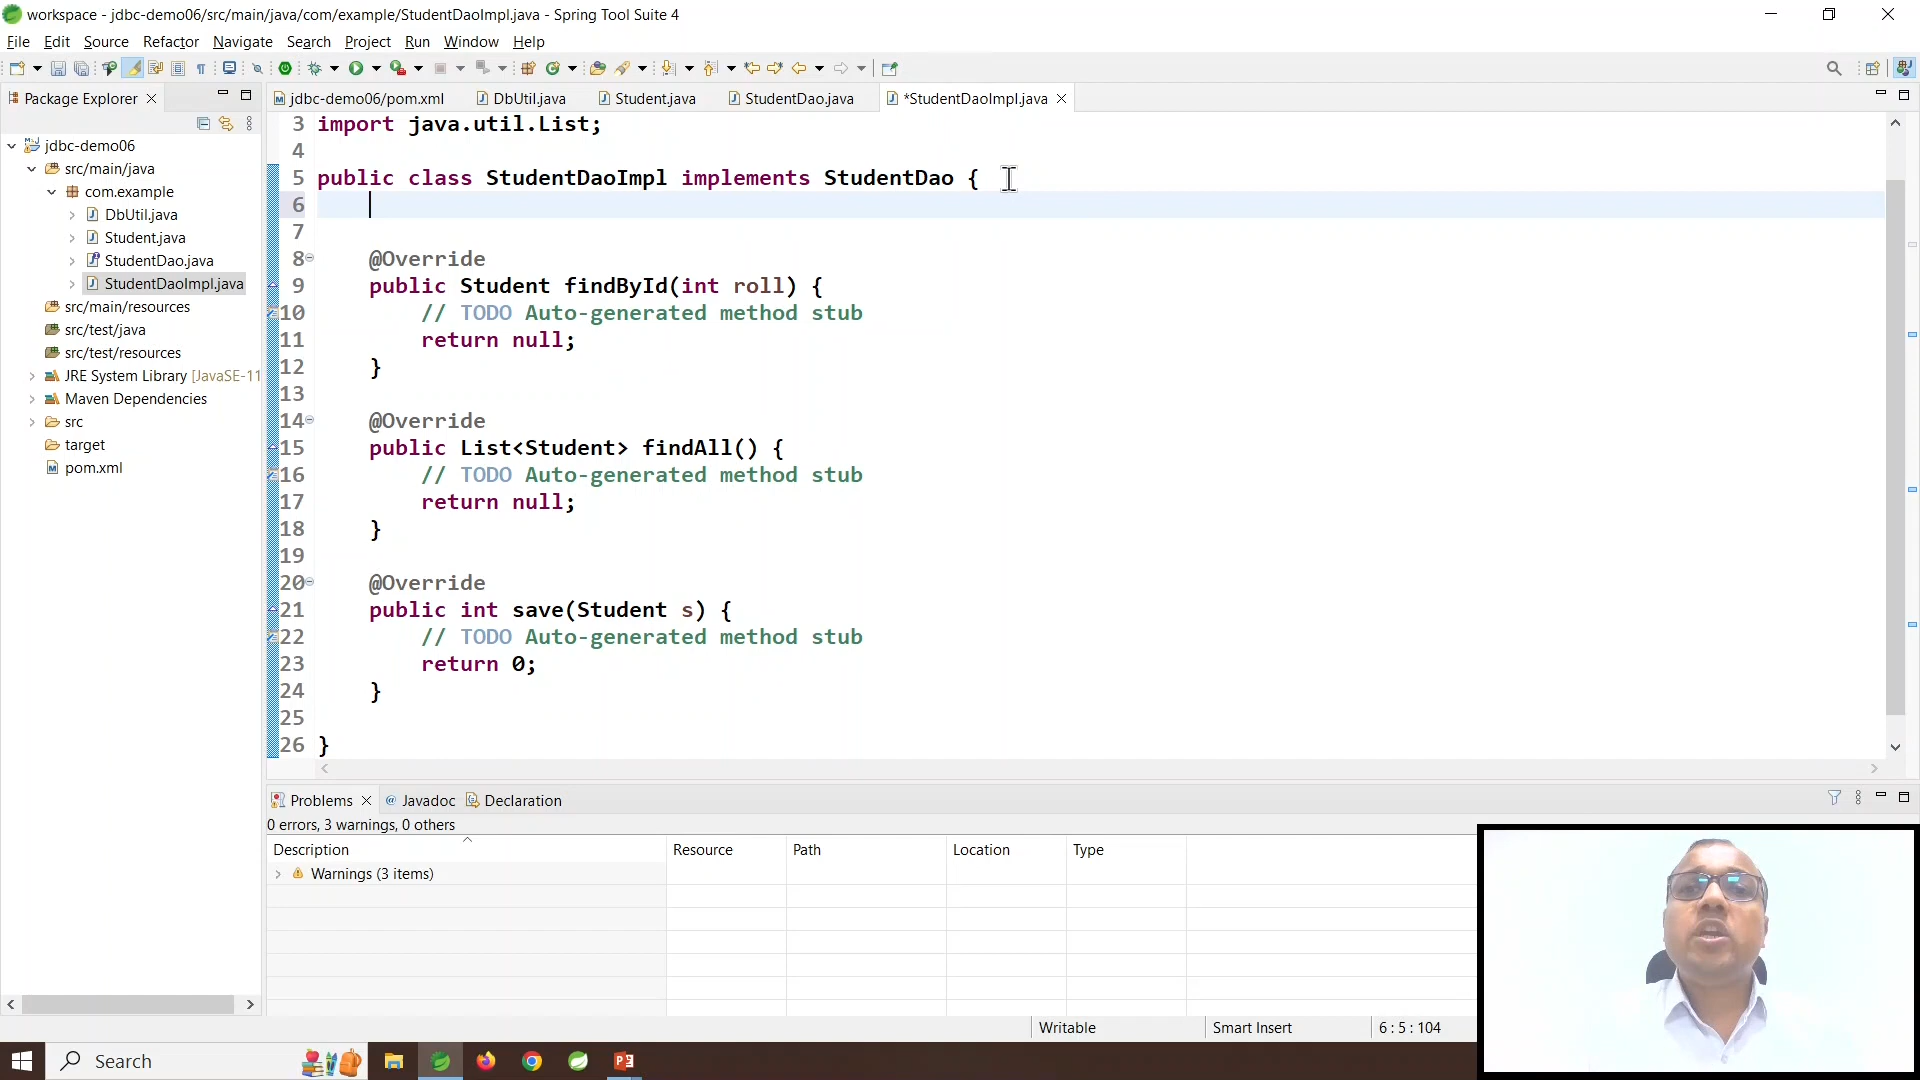 workspace - jdbc-demo06/src/main/java/com/example/StudentDaoImpl.java - Spring Tool Suite 4
File Edit Source Refactor Navigate Search Project Run Window Help
Package Explorer
jdbc-demo06/pom.xml DbUtil.java Student.java StudentDao.java *StudentDaoImpl.java
jdbc-demo06
src/main/java
com.example
DbUtil.java
Student.java
StudentDao.java
StudentDaoImpl.java
src/main/resources
src/test/java
src/test/resources
JRE System Library [JavaSE-11
Maven Dependencies
src
target
pom.xml
3 import java.util.List;
4
5 public class StudentDaoImpl implements StudentDao {
6
7
8 @Override
9 public Student findById(int roll) {
10 // TODO Auto-generated method stub
11 return null;
12 }
13
14 @Override
15 public List<Student> findAll() {
16 // TODO Auto-generated method stub
17 return null;
18 }
19
20 @Override
21 public int save(Student s) {
22 // TODO Auto-generated method stub
23 return 0;
24 }
25
26 }
Problems @ Javadoc Declaration
0 errors, 3 warnings, 0 others
Description Resource Path Location Type
Warnings (3 items)
Writable Smart Insert 6 : 5 : 104
Search